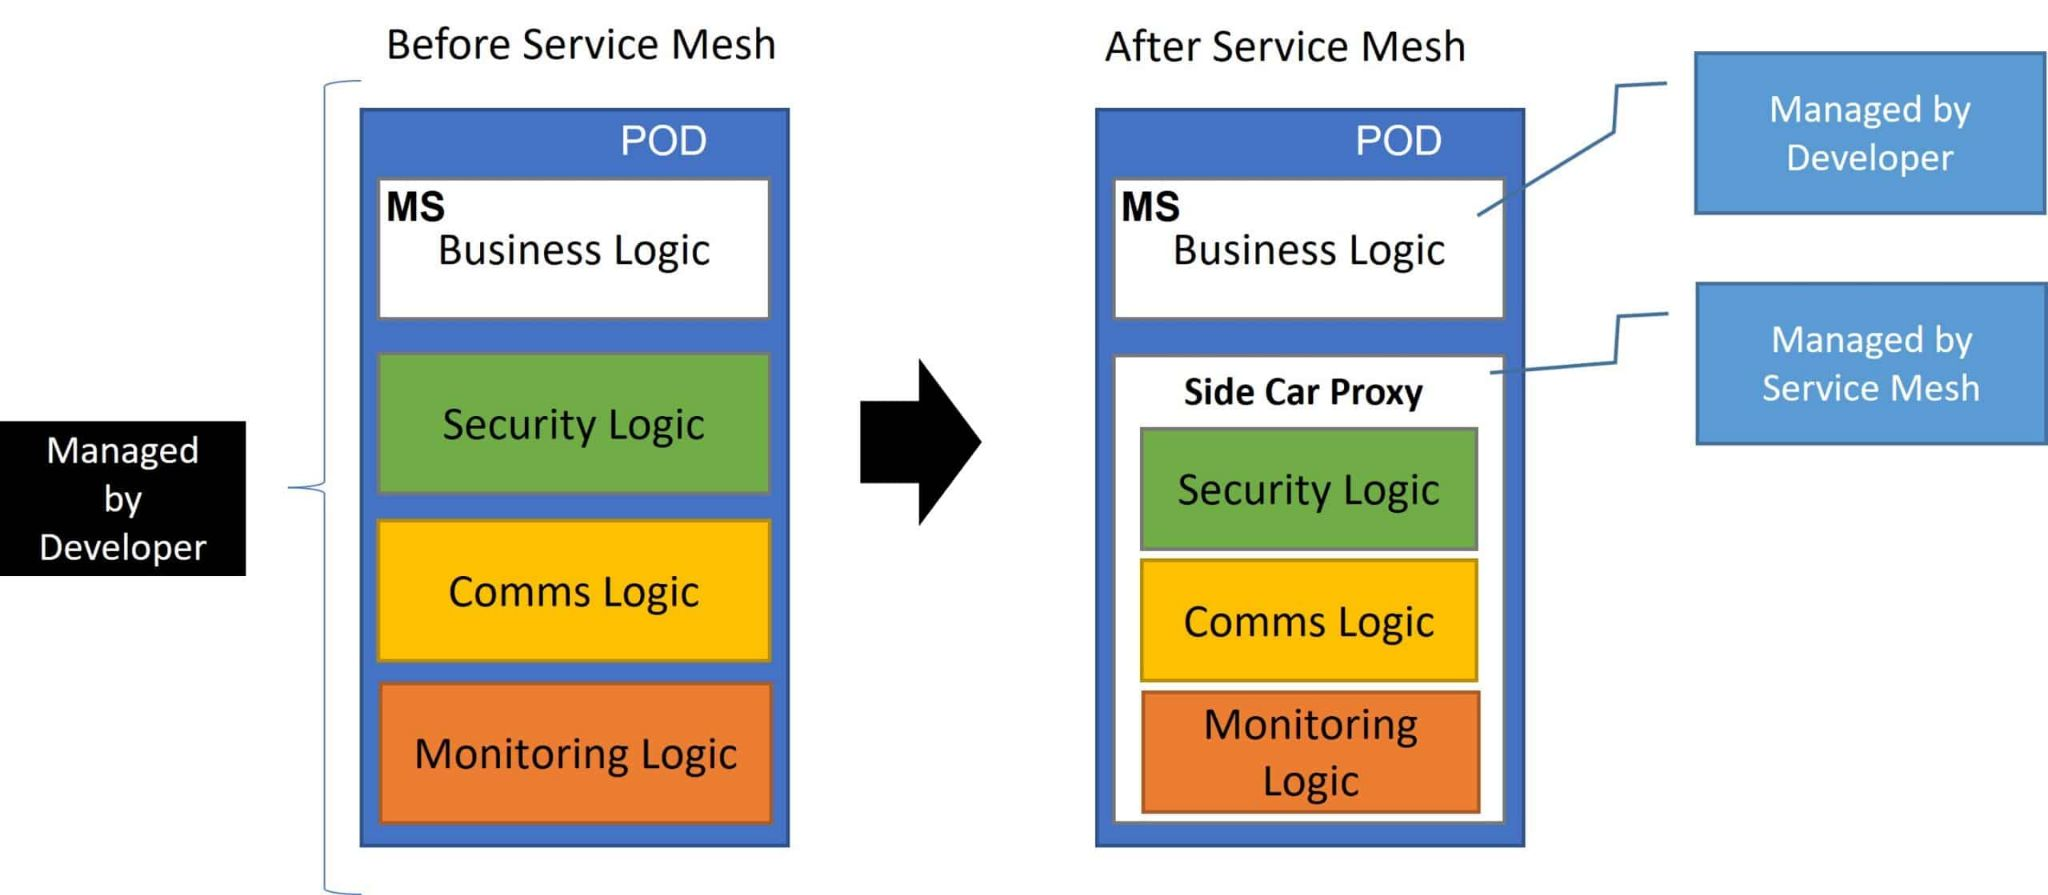 Before Service Mesh
Managed
by
Developer
POD
MS
Business Logic
Security Logic
Comms Logic
Monitoring Logic
After Service Mesh
POD
MS
Business Logic
Side Car Proxy
Security Logic
Comms Logic
Monitoring
Logic
Managed by
Developer
Managed by
Service Mesh